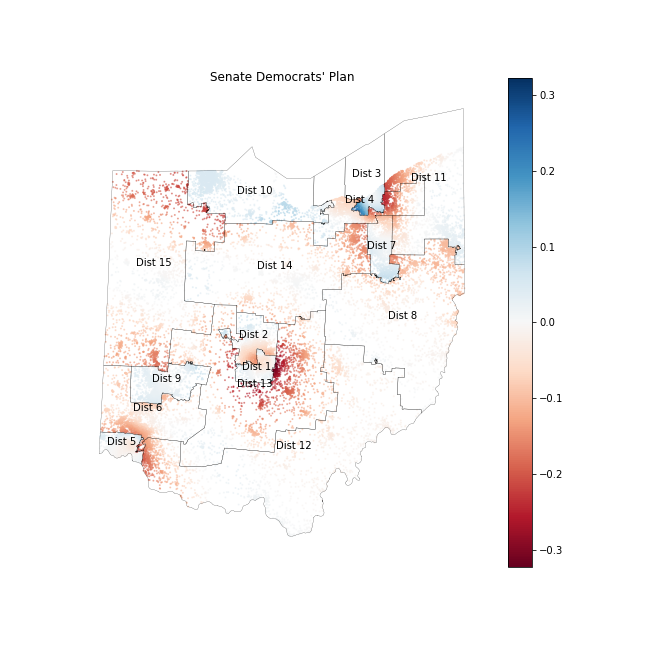 Senate Democrats' Plan
Dist 3
Dist 11
Dist 10
Dist 4
Dist 7
Dist 15
Dist 14
Dist 8
Dist 2
Dist 1
Dist 9
Dist 13
Dist 6
Dist 5
Dist 12
0.3
0.2
0.1
0.0
−0.1
−0.2
−0.3